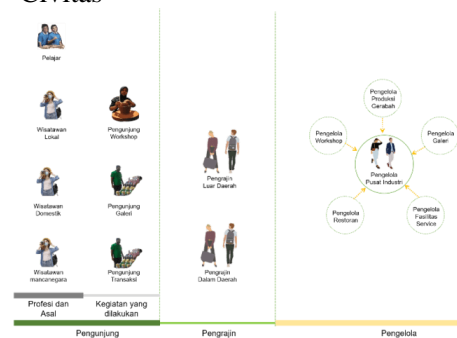 Civitas
Pelajar
Wisatawan
Lokal
Pengunjung
Workshop
Wisatawan
Domestik
Pengunjung
Galeri
Wisatawan
mancanegara
Pengunjung
Transaksi
Pengrajin
Luar Daerah
Pengrajin
Dalam Daerah
Pengelola
Produksi
Gerabah
Pengelola
Workshop
Pengelola
Galeri
Pengelola
Pusat Industri
Pengelola
Restoran
Pengelola
Fasilitas
Service
Profesi dan
Asal
Kegiatan yang
dilakukan
Pengunjung
Pengrajin
Pengelola